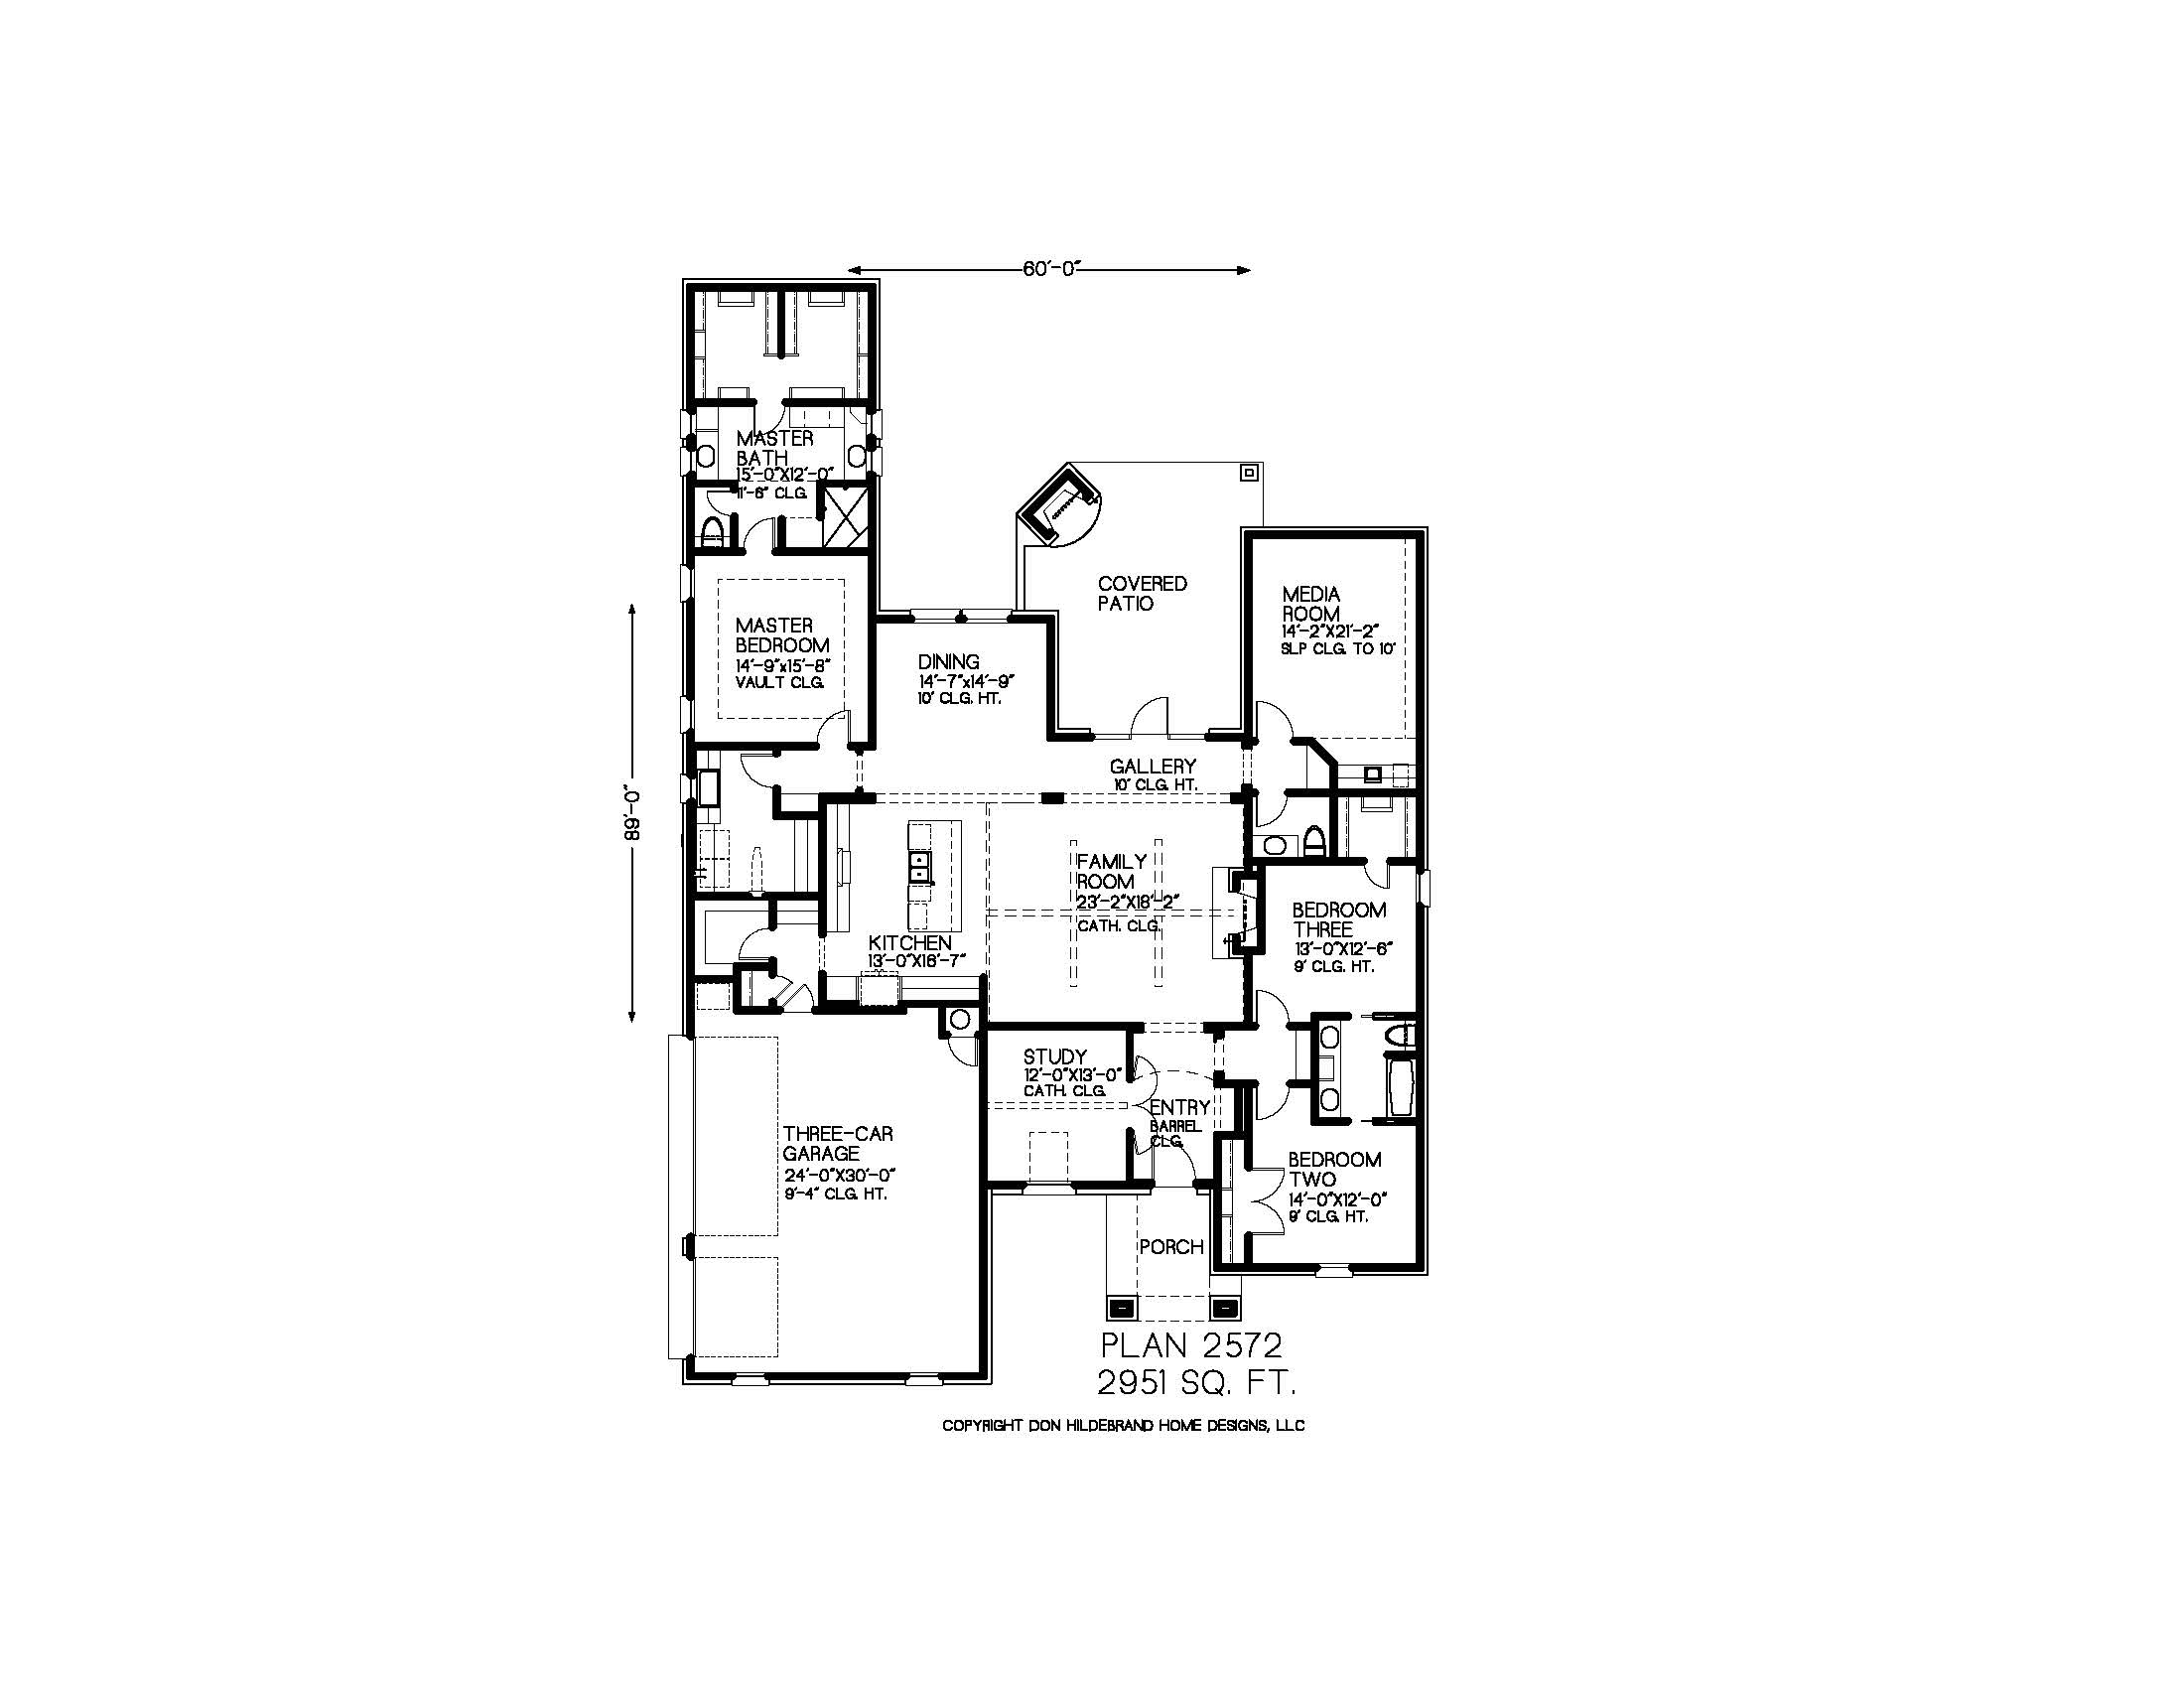 60'-0"
MASTER
BATH
15'-0"X12'-0"
11'-6" CLG.
COVERED
PATIO
MEDIA
ROOM
14'-2"X21'-2"
SLP CLG. TO 10'
MASTER
BEDROOM
14'-9"x15'-8"
VAULT CLG.
DINING
14'-7"x14'-9"
10' CLG. HT.
GALLERY
10' CLG. HT.
89'-0"
FAMILY
ROOM
23'-2"X18'-2"
CATH. CLG.
KITCHEN
13'-0"X16'-7"
BEDROOM
THREE
13'-0"X12'-6"
9' CLG. HT.
STUDY
12'-0"X13'-0"
CATH. CLG.
ENTRY
BARREL
CLG.
THREE-CAR
GARAGE
24'-0"X30'-0"
9'-4" CLG. HT.
BEDROOM
TWO
14'-0"X12'-0"
9' CLG. HT.
PORCH
PLAN 2572
2951 SQ. FT.
COPYRIGHT DON HILDEBRAND HOME DESIGNS, LLC